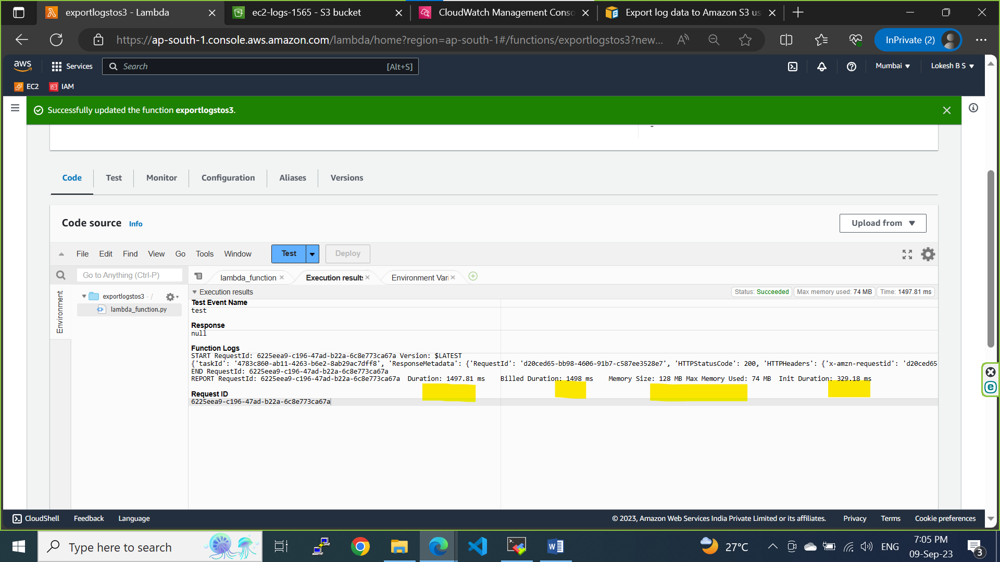 exportlogstos3 - Lambda
ec2-logs-1565 - S3 bucket
CloudWatch Management Conso
Export log data to Amazon S3 us
https://ap-south-1.console.aws.amazon.com/lambda/home?region=ap-south-1#/functions/exportlogstos3?new...
InPrivate (2)
aws
Services
Search
[Alt+S]
Mumbai
Lokesh B S
EC2
IAM
Successfully updated the function exportlogstos3.
-
Code
Test
Monitor
Configuration
Aliases
Versions
Code source
Info
Upload from
File
Edit
Find
View
Go
Tools
Window
Test
Deploy
Go to Anything (Ctrl-P)
lambda_function
Execution results
Environment Vari
Environment
exportlogstos3 - /
lambda_function.py
Execution results
Status: Succeeded
Max memory used: 74 MB
Time: 1497.81 ms
Test Event Name
test
Response
null
Function Logs
START RequestId: 6225eea9-c196-47ad-b22a-6c8e773ca67a Version: $LATEST
{'taskId': '4783c860-ab11-4263-b6e2-8ab29ac7dff8', 'ResponseMetadata': {'RequestId': 'd20ced65-bb98-4606-91b7-c587ee3528e7', 'HTTPStatusCode': 200, 'HTTPHeaders': {'x-amzn-requestid': 'd20ced65
END RequestId: 6225eea9-c196-47ad-b22a-6c8e773ca67a
REPORT RequestId: 6225eea9-c196-47ad-b22a-6c8e773ca67a Duration: 1497.81 ms Billed Duration: 1498 ms Memory Size: 128 MB Max Memory Used: 74 MB Init Duration: 329.18 ms
Request ID
6225eea9-c196-47ad-b22a-6c8e773ca67a
CloudShell
Feedback
Language
© 2023, Amazon Web Services India Private Limited or its affiliates.
Privacy
Terms
Cookie preferences
Type here to search
27°C
ENG
7:05 PM
09-Sep-23
3